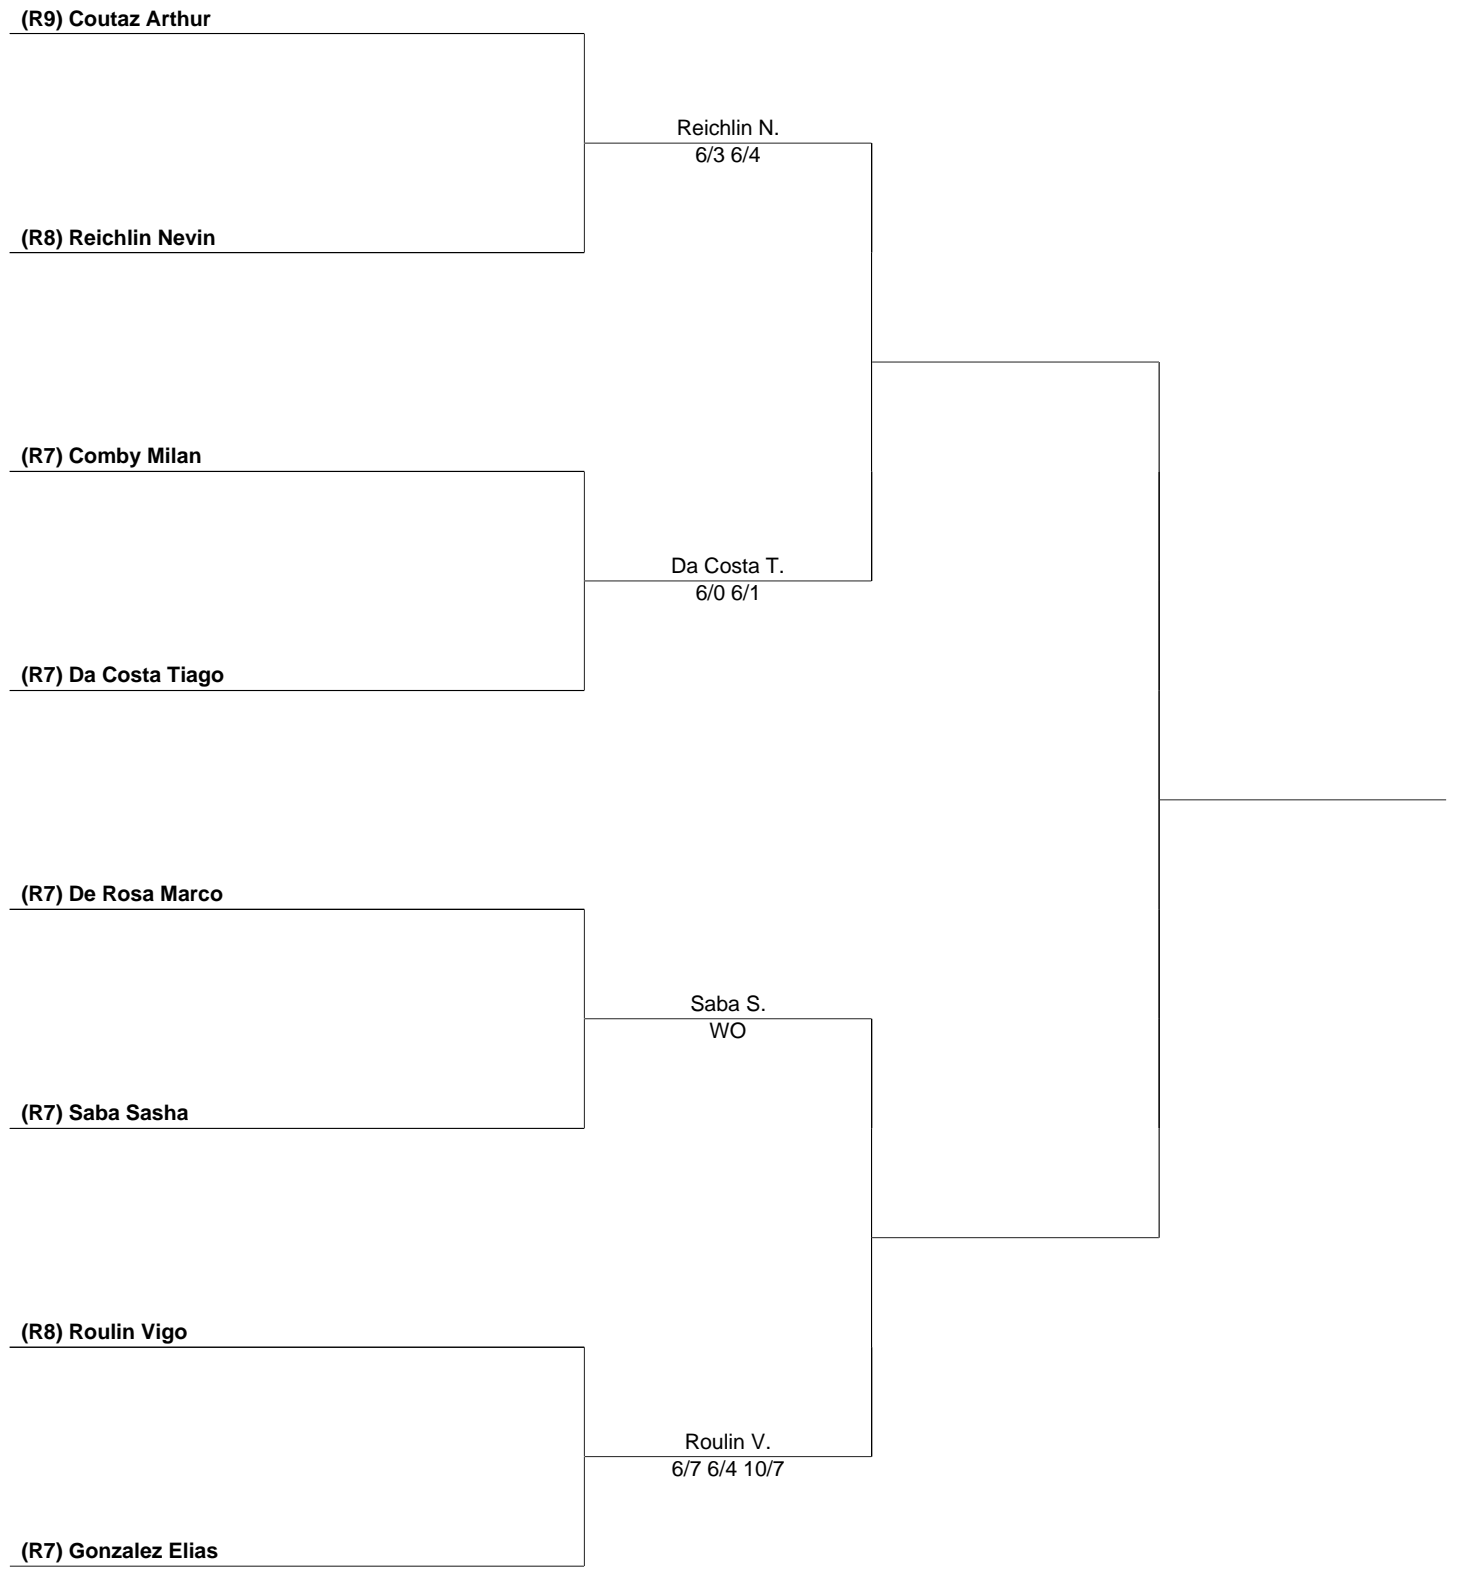 (R9) Coutaz Arthur
Reichlin N.
6/3 6/4
(R8) Reichlin Nevin
(R7) Comby Milan
Da Costa T.
6/0 6/1
(R7) Da Costa Tiago
(R7) De Rosa Marco
Saba S.
WO
(R7) Saba Sasha
(R8) Roulin Vigo
Roulin V.
6/7 6/4 10/7
(R7) Gonzalez Elias